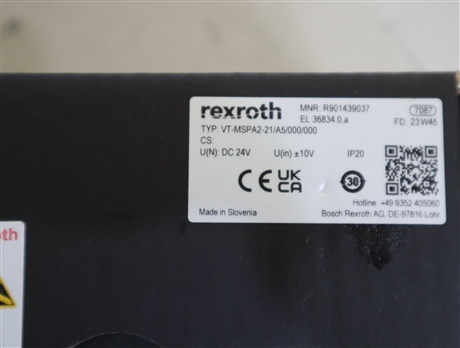 rexroth
MNR: R901439037
7087
EL 36834.0.a
FD: 23W45
TYP: VT-MSPA2-21/A5/000/000
CS:
U(N): DC 24V U(in) ±10V IP20
CE UK CA 30
Hotline: +49 9352 405060
Made in Slovenia
Bosch Rexroth AG, DE-97816 Lohr
oth